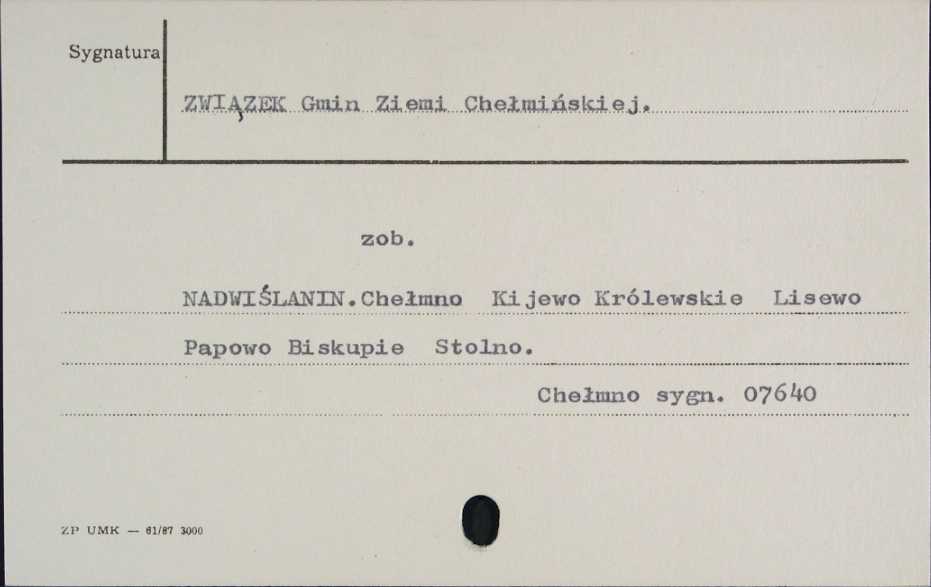 Sygnatura
ZWIĄZEK Gmin Ziemi Chełmińskiej.
zob.
NADWIŚLANIN.Chełmno Kijewo Królewskie Lisewo
Papowo Biskupie Stolno.
Chełmno sygn. 07640
ZP UMK — 61/87 3000